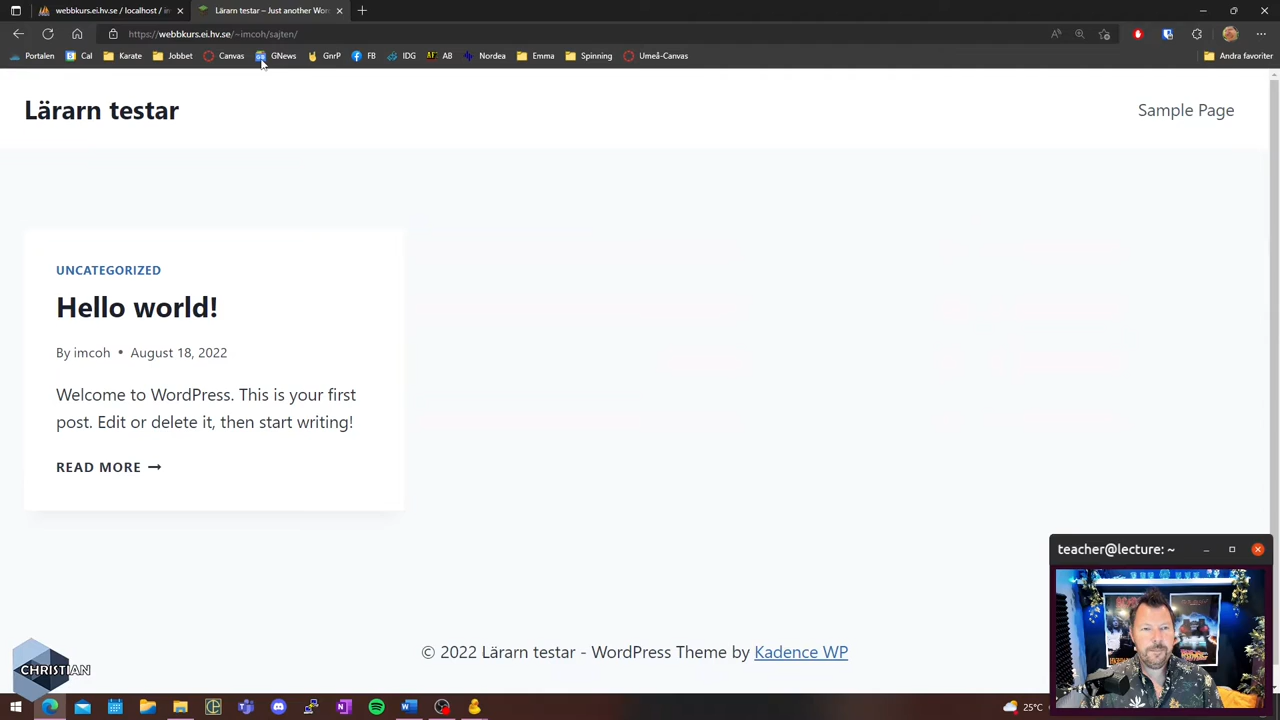 webbkurs.ei.hv.se / localhost / im
Lärarn testar – Just another Wor
https://webbkurs.ei.hv.se/~imcoh/sajten/
Portalen Cal Karate Jobbet Canvas GNews GnrP FB IDG AB Nordea Emma Spinning Umeå-Canvas Andra favoriter
Lärarn testar
Sample Page
UNCATEGORIZED
Hello world!
By imcoh • August 18, 2022
Welcome to WordPress. This is your first
post. Edit or delete it, then start writing!
READ MORE →
teacher@lecture: ~
© 2022 Lärarn testar - WordPress Theme by Kadence WP
CHRISTIAN
25°C